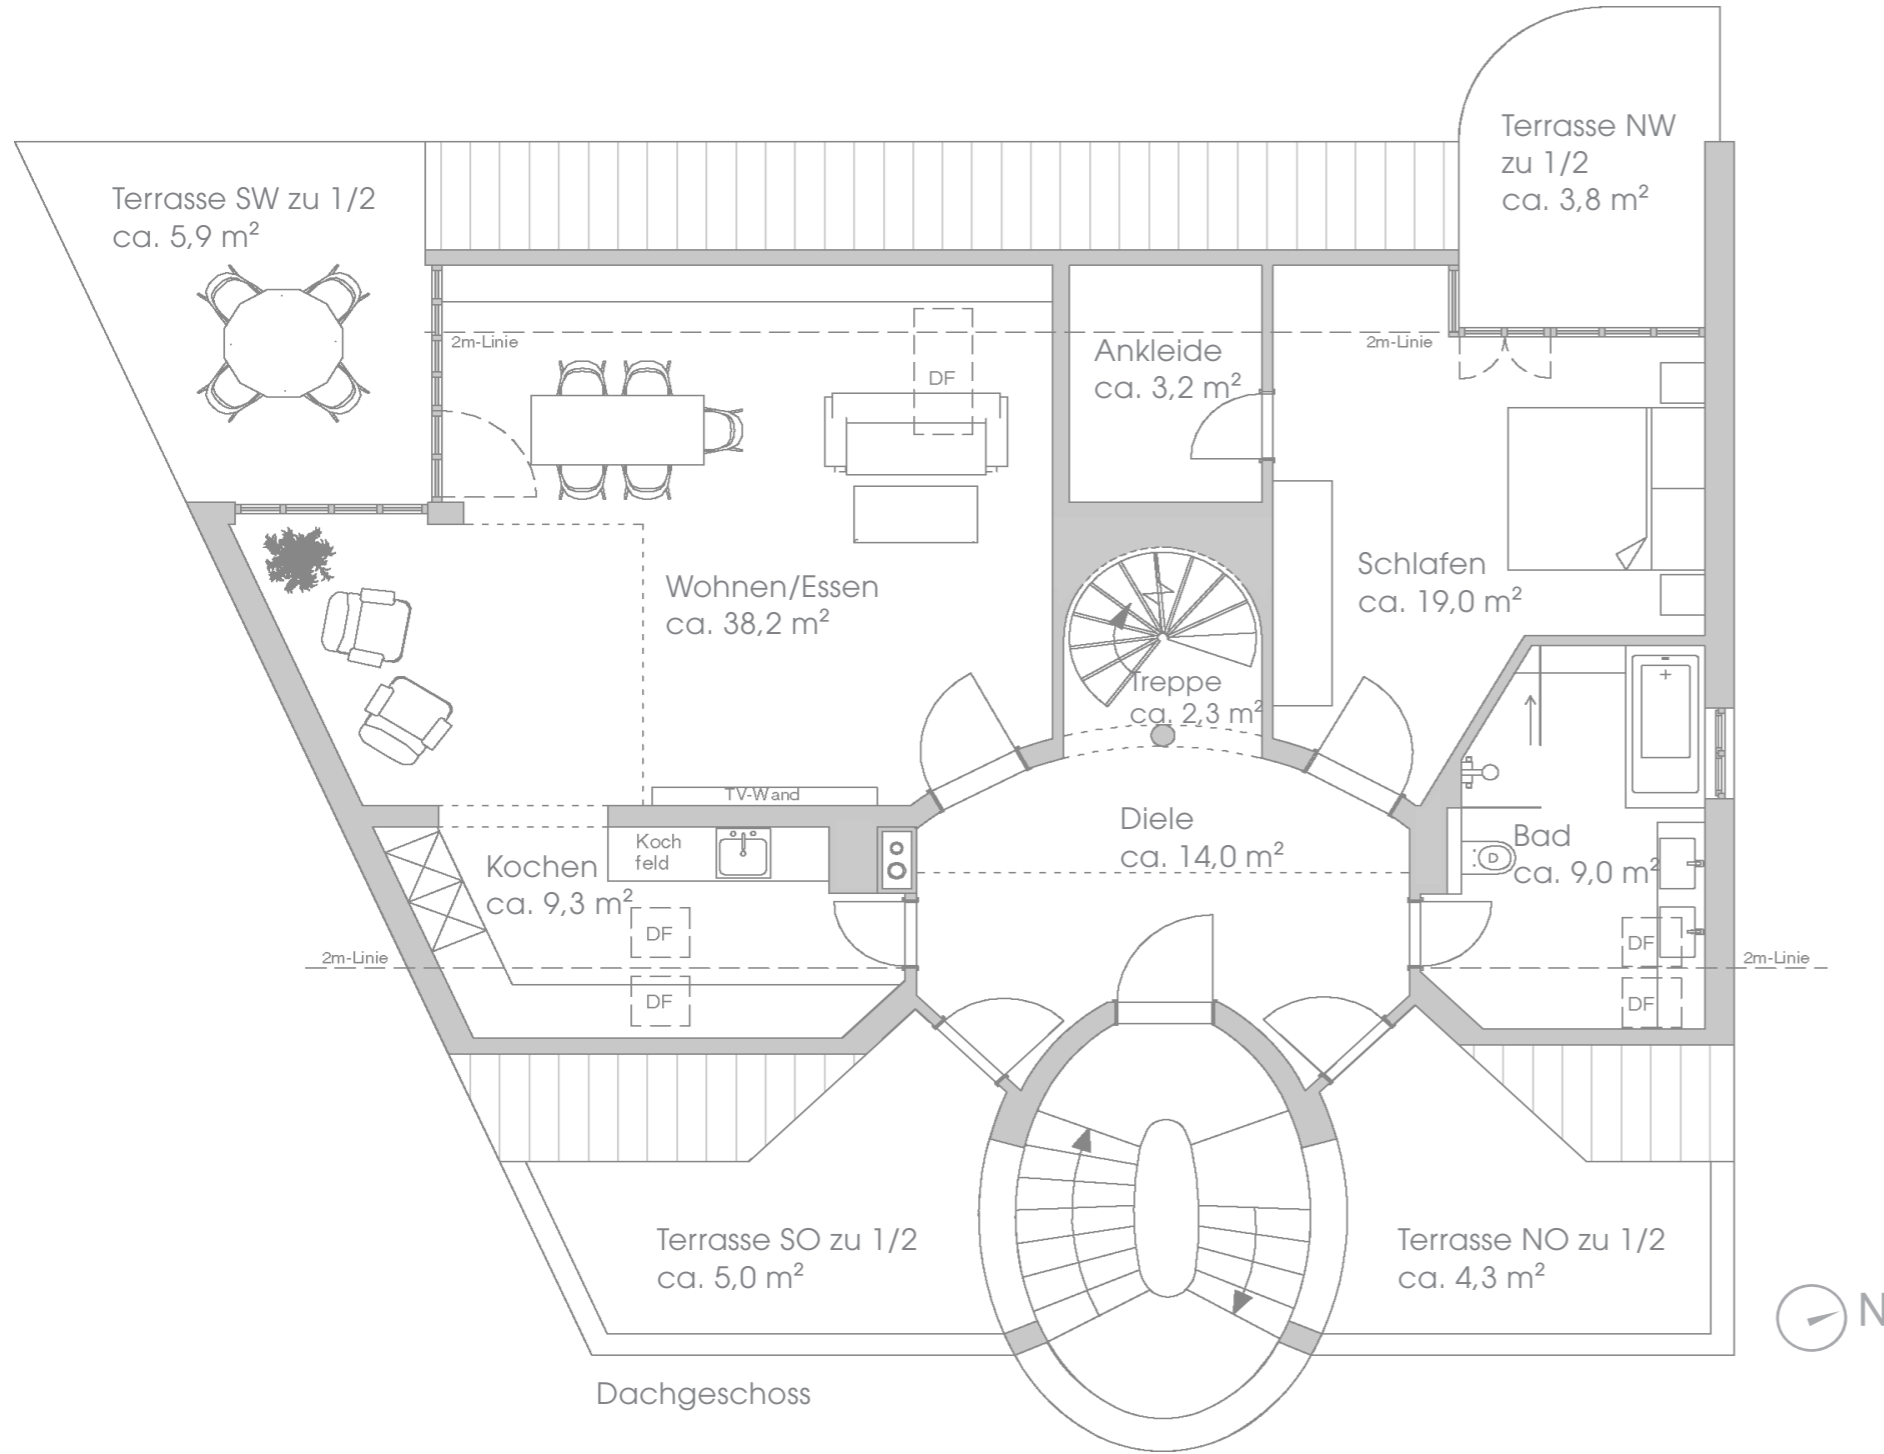 Terrasse NW
zu 1/2
ca. 3,8 m²
Terrasse SW zu 1/2
ca. 5,9 m²
2m-Linie
2m-Linie
Ankleide
ca. 3,2 m²
DF
Wohnen/Essen
ca. 38,2 m²
Schlafen
ca. 19,0 m²
Treppe
ca. 2,3 m²
TV-Wand
Koch
feld
Kochen
ca. 9,3 m²
Diele
ca. 14,0 m²
Bad
ca. 9,0 m²
D
DF
DF
2m-Linie
2m-Linie
DF
DF
Terrasse SO zu 1/2
ca. 5,0 m²
Terrasse NO zu 1/2
ca. 4,3 m²
N
Dachgeschoss